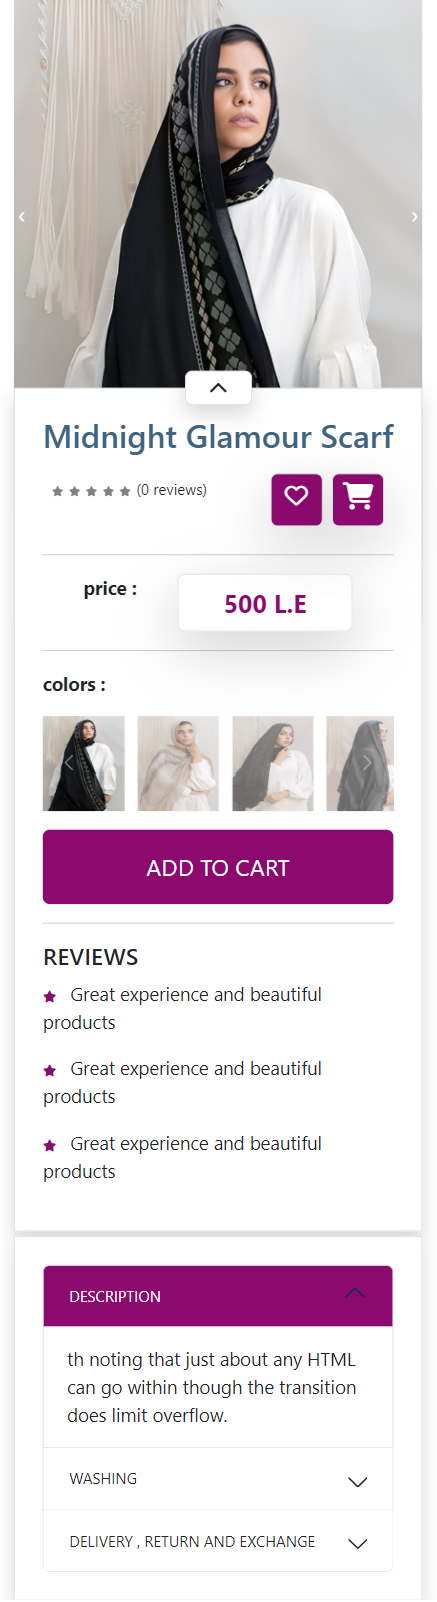 Midnight Glamour Scarf
(0 reviews)
price :
500 L.E
colors :
ADD TO CART
REVIEWS
Great experience and beautiful
products
Great experience and beautiful
products
Great experience and beautiful
products
DESCRIPTION
th noting that just about any HTML
can go within though the transition
does limit overflow.
WASHING
DELIVERY , RETURN AND EXCHANGE